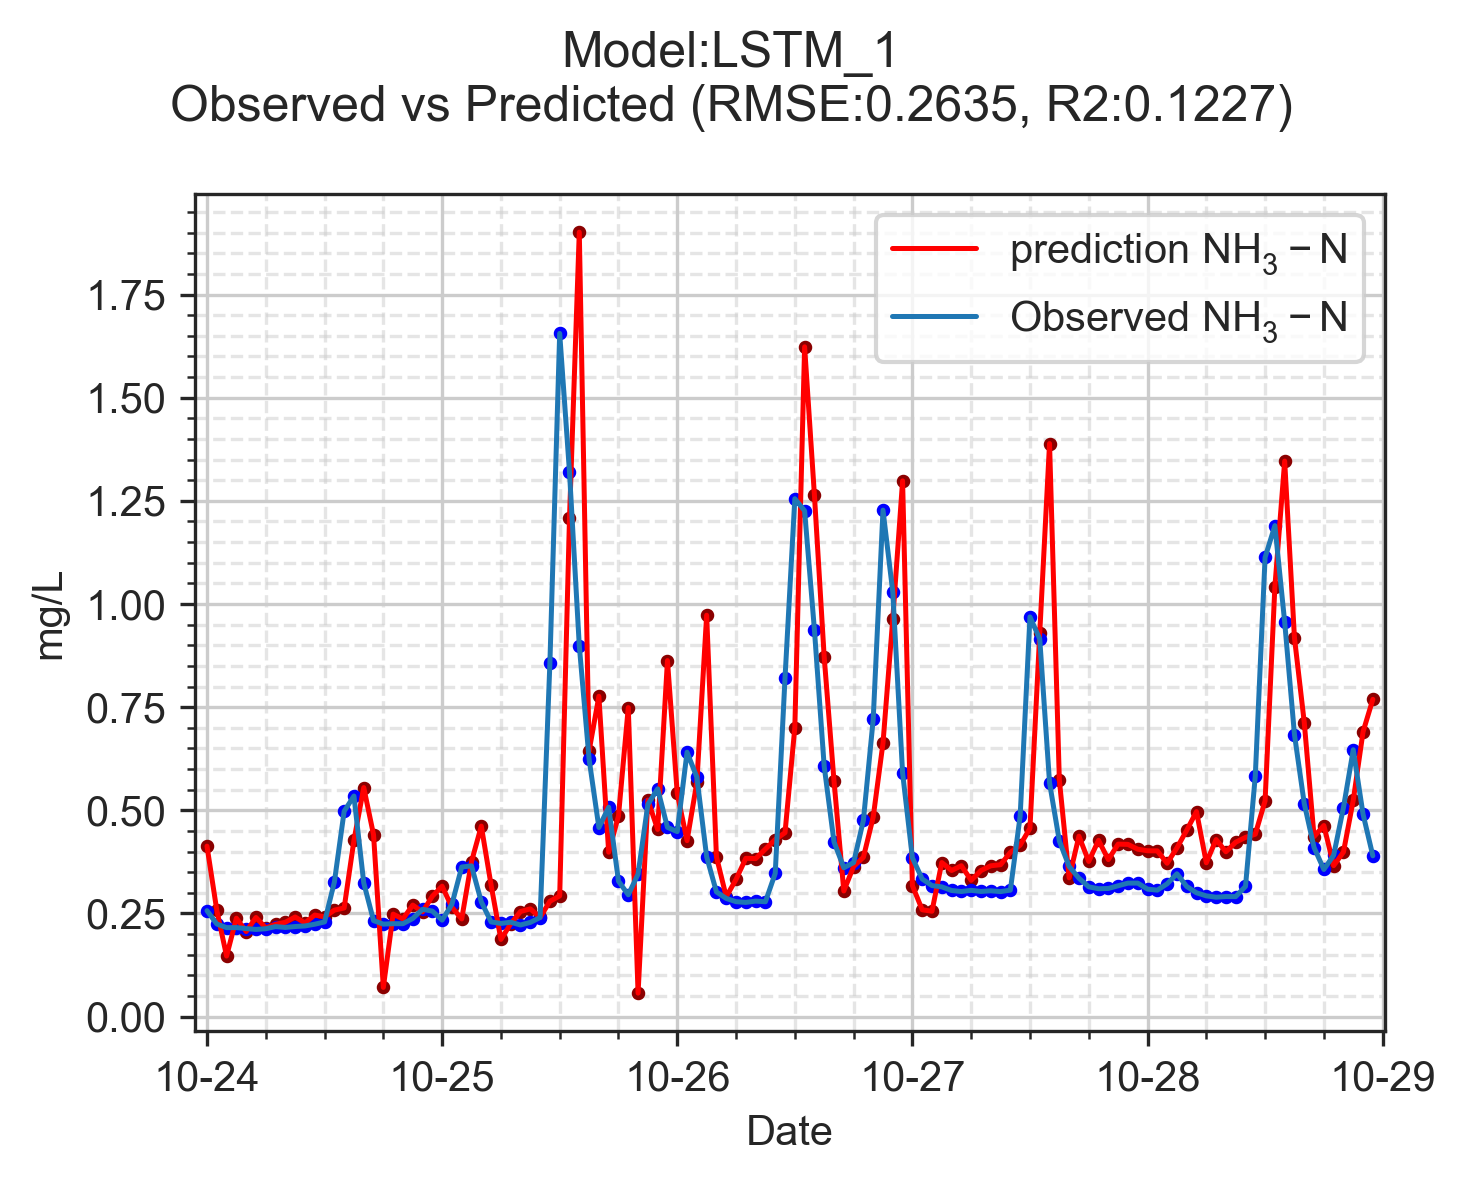 Model:LSTM_1
Observed vs Predicted (RMSE:0.2635, R2:0.1227)
prediction NH₃ − N
Observed NH₃ − N
1.75
1.50
1.25
1.00
0.75
0.50
0.25
0.00
mg/L
10-24 10-25 10-26 10-27 10-28 10-29
Date